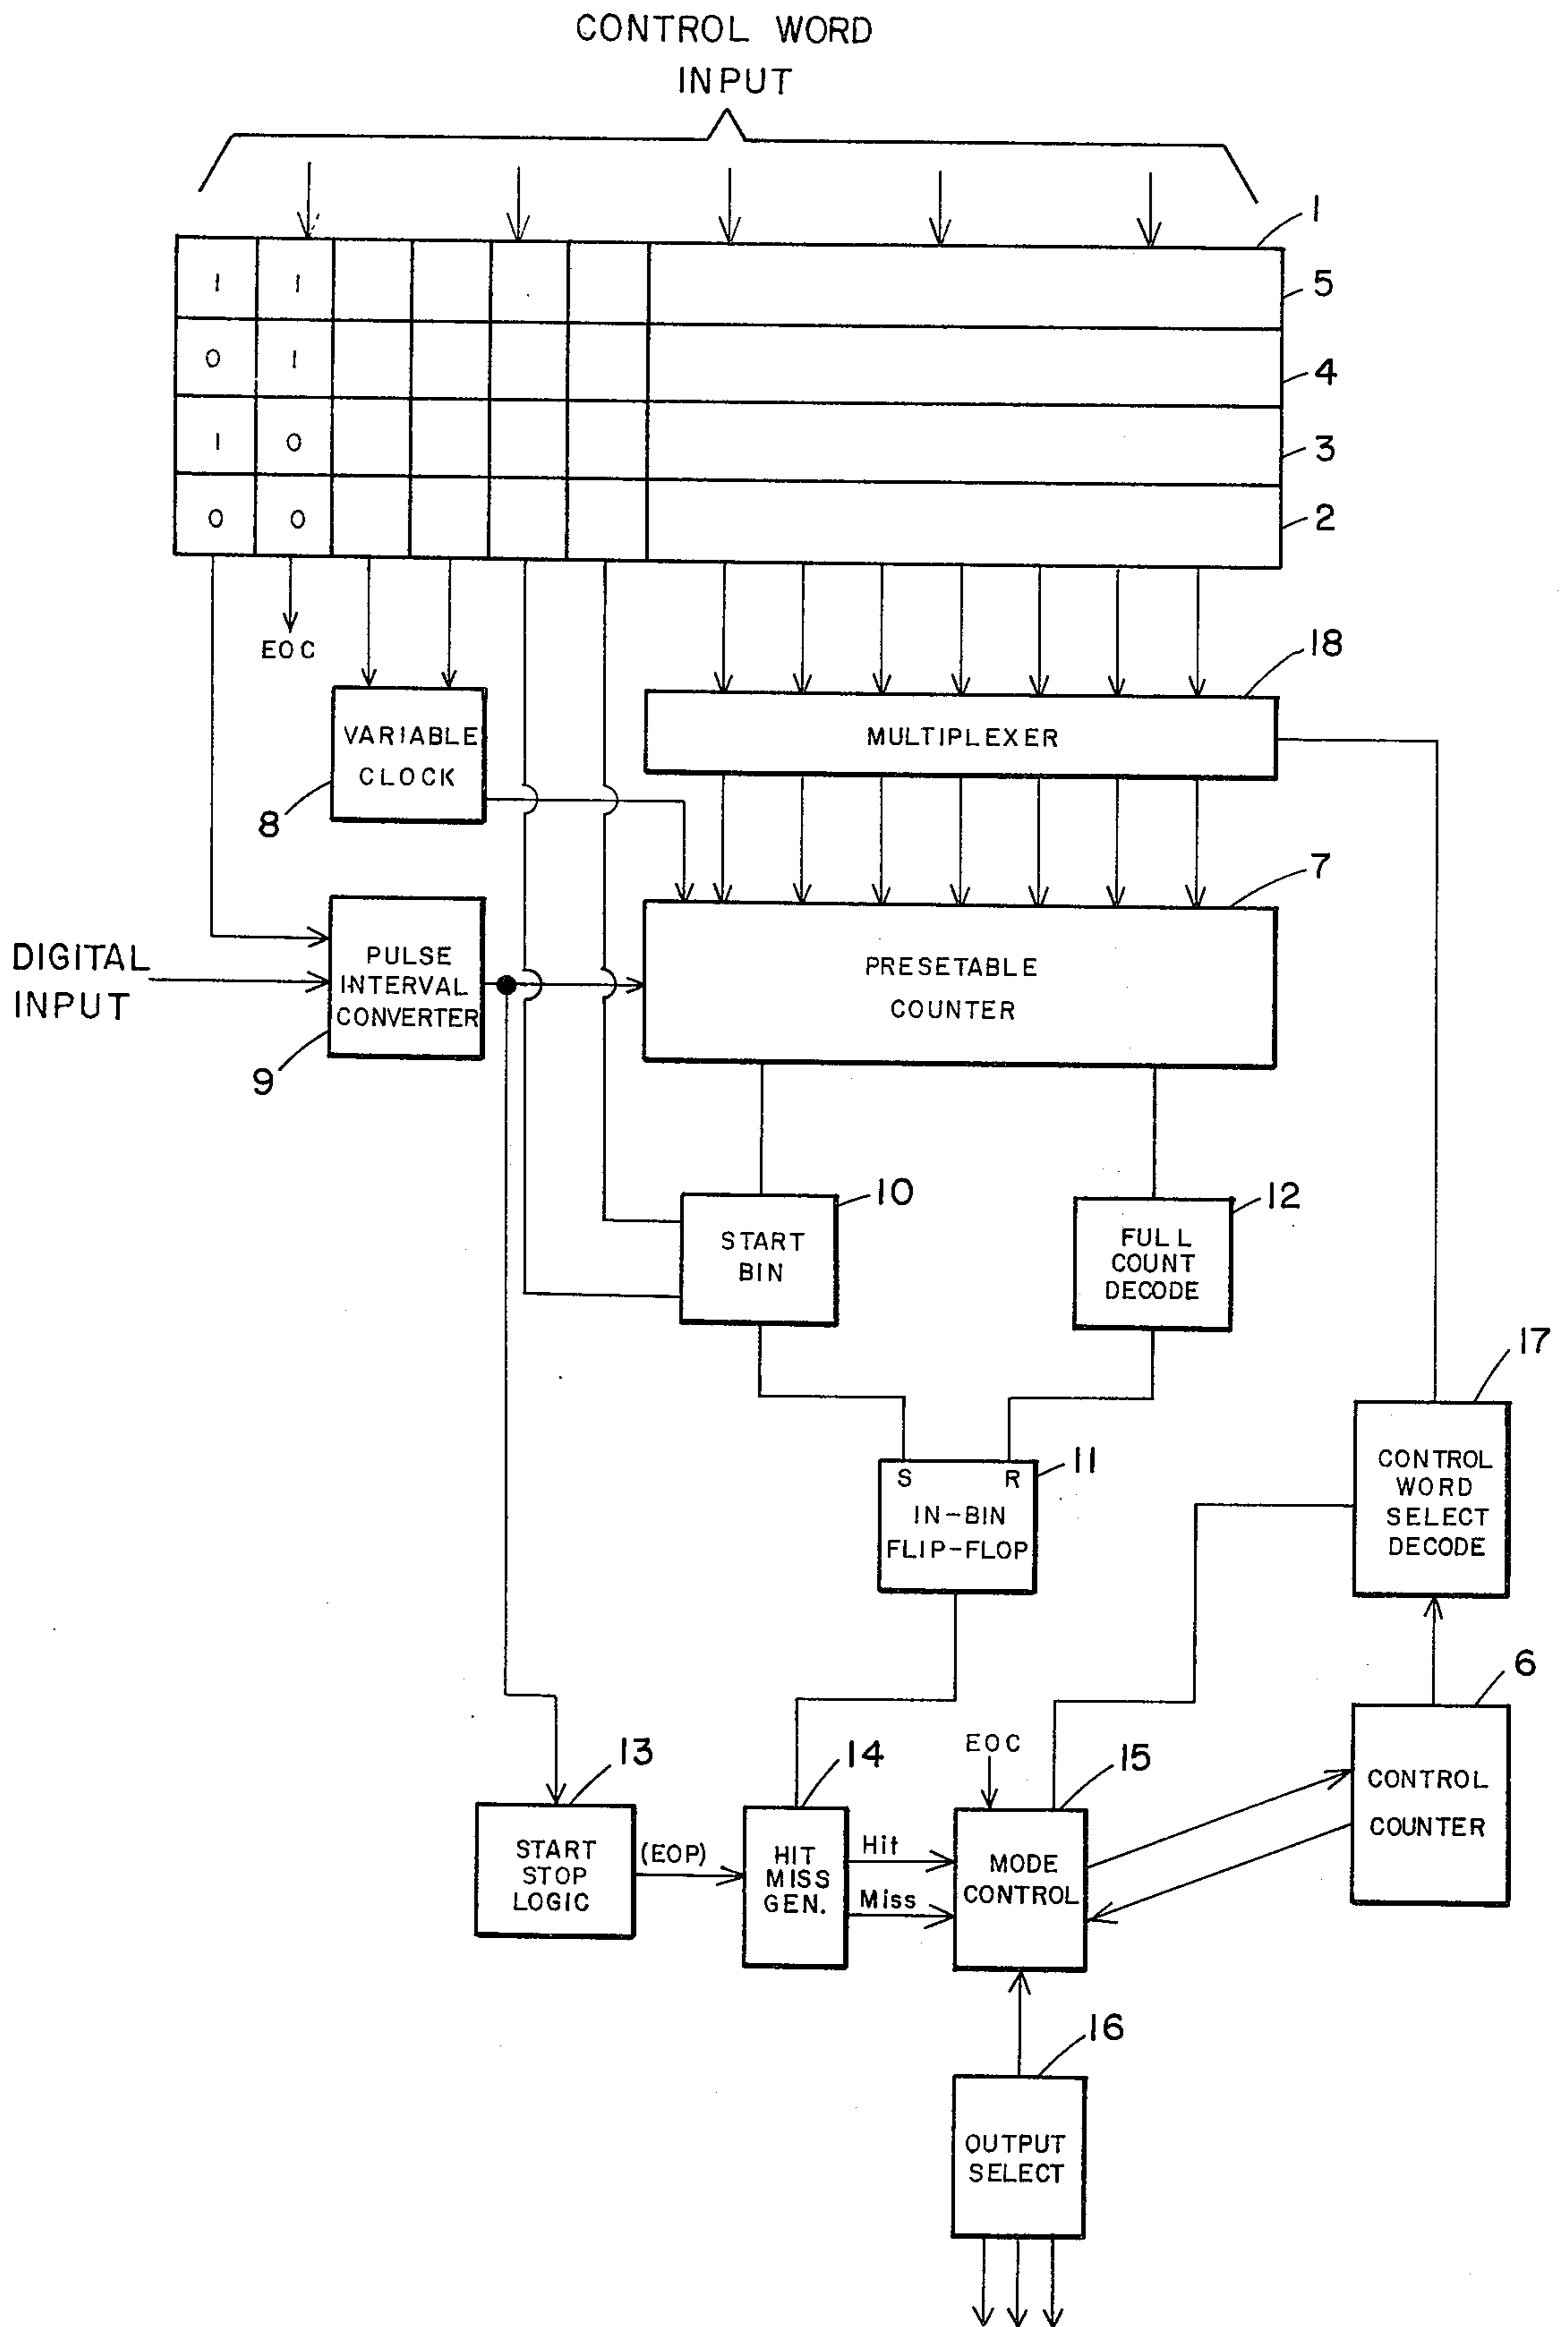 CONTROL WORD
INPUT
1
1 1
5
0 1
4
1 0
3
0 0
2
EOC
18
VARIABLE
CLOCK
MULTIPLEXER
8
7
DIGITAL
INPUT
PULSE
INTERVAL
CONVERTER
PRESETABLE
COUNTER
9
10
12
START
BIN
FULL
COUNT
DECODE
17
11
S R
IN-BIN
FLIP-FLOP
CONTROL
WORD
SELECT
DECODE
6
13
14
EOC
15
CONTROL
COUNTER
START
STOP
LOGIC
(EOP)
HIT
MISS
GEN.
Hit
Miss
MODE
CONTROL
16
OUTPUT
SELECT